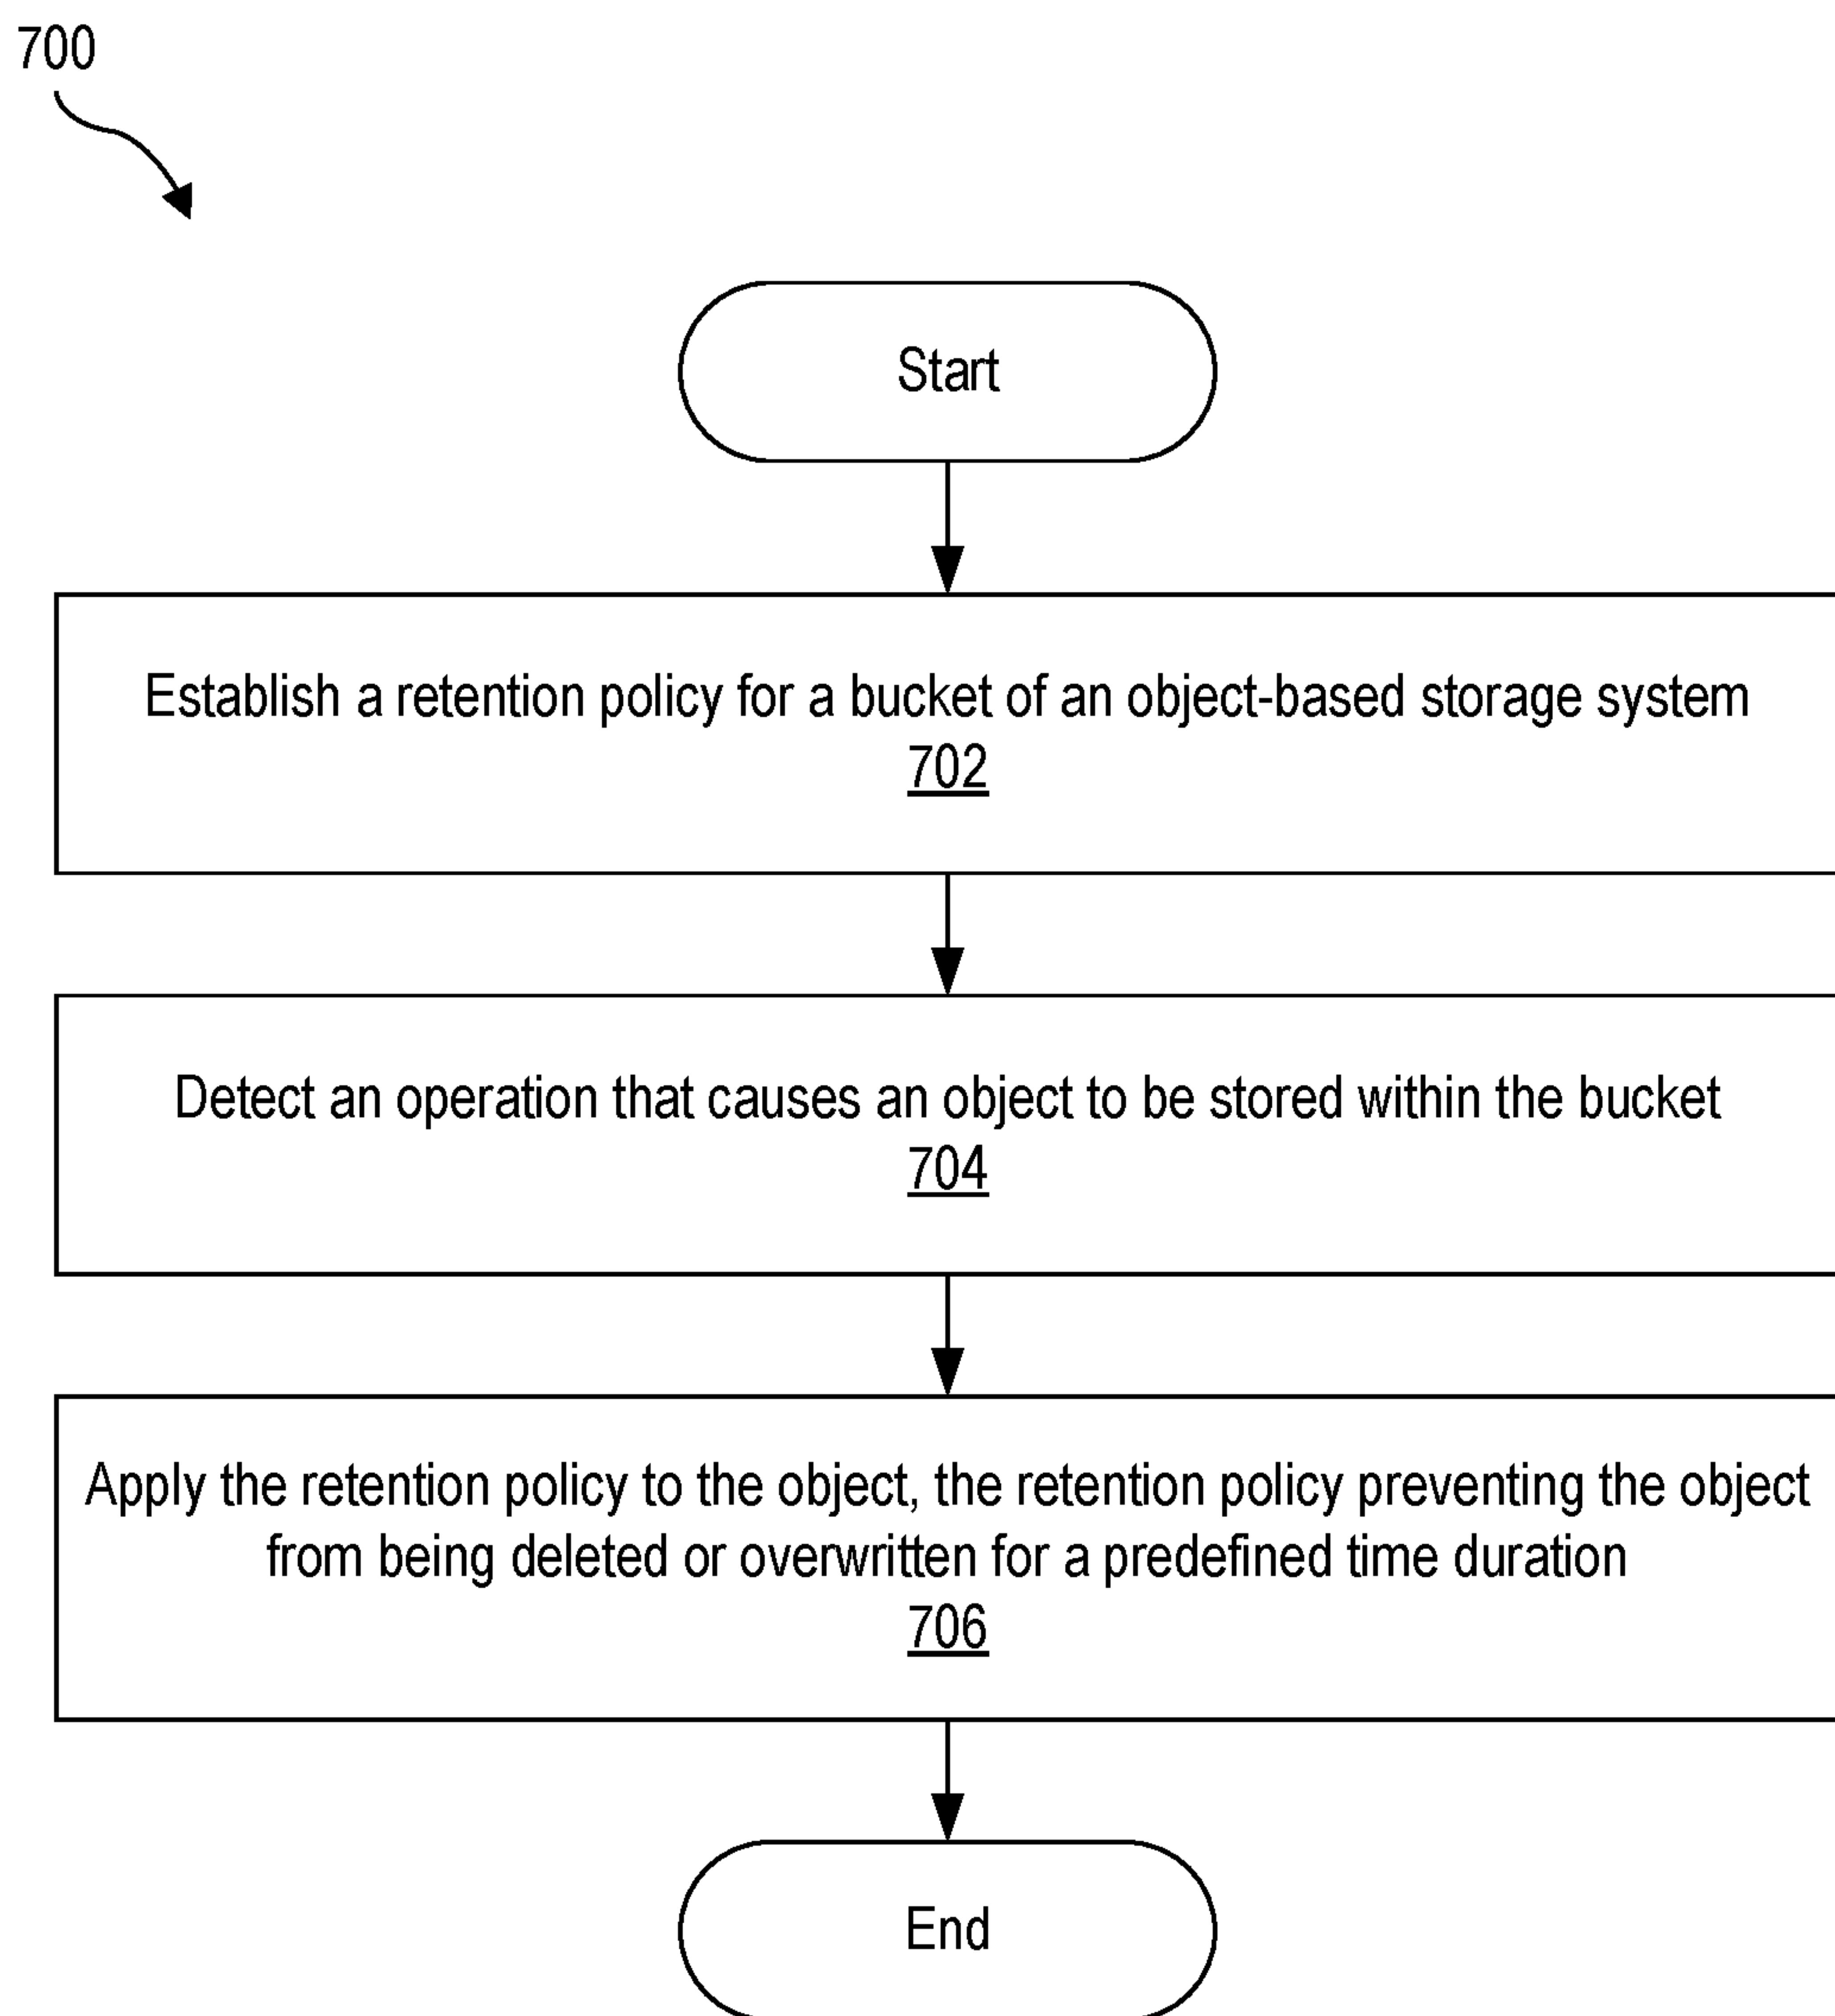 700
Start
Establish a retention policy for a bucket of an object-based storage system
702
Detect an operation that causes an object to be stored within the bucket
704
Apply the retention policy to the object, the retention policy preventing the object
from being deleted or overwritten for a predefined time duration
706
End